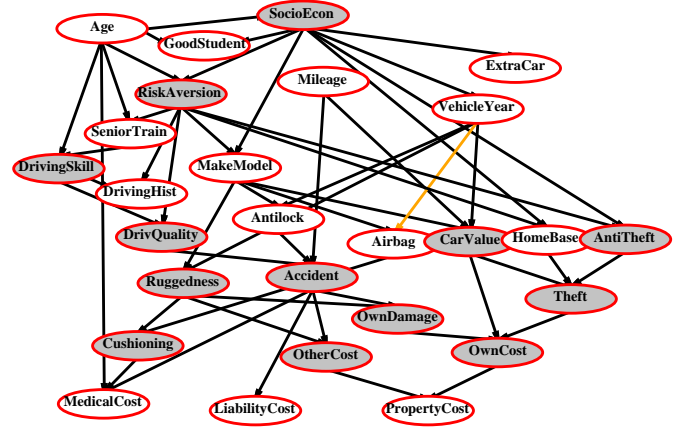 SocioEcon
Age
GoodStudent
ExtraCar
Mileage
RiskAversion
VehicleYear
SeniorTrain
DrivingSkill
MakeModel
DrivingHist
Antilock
DrivQuality
Airbag
CarValue
HomeBase
AntiTheft
Ruggedness
Accident
Theft
OwnDamage
Cushioning
OtherCost
OwnCost
MedicalCost
LiabilityCost
PropertyCost